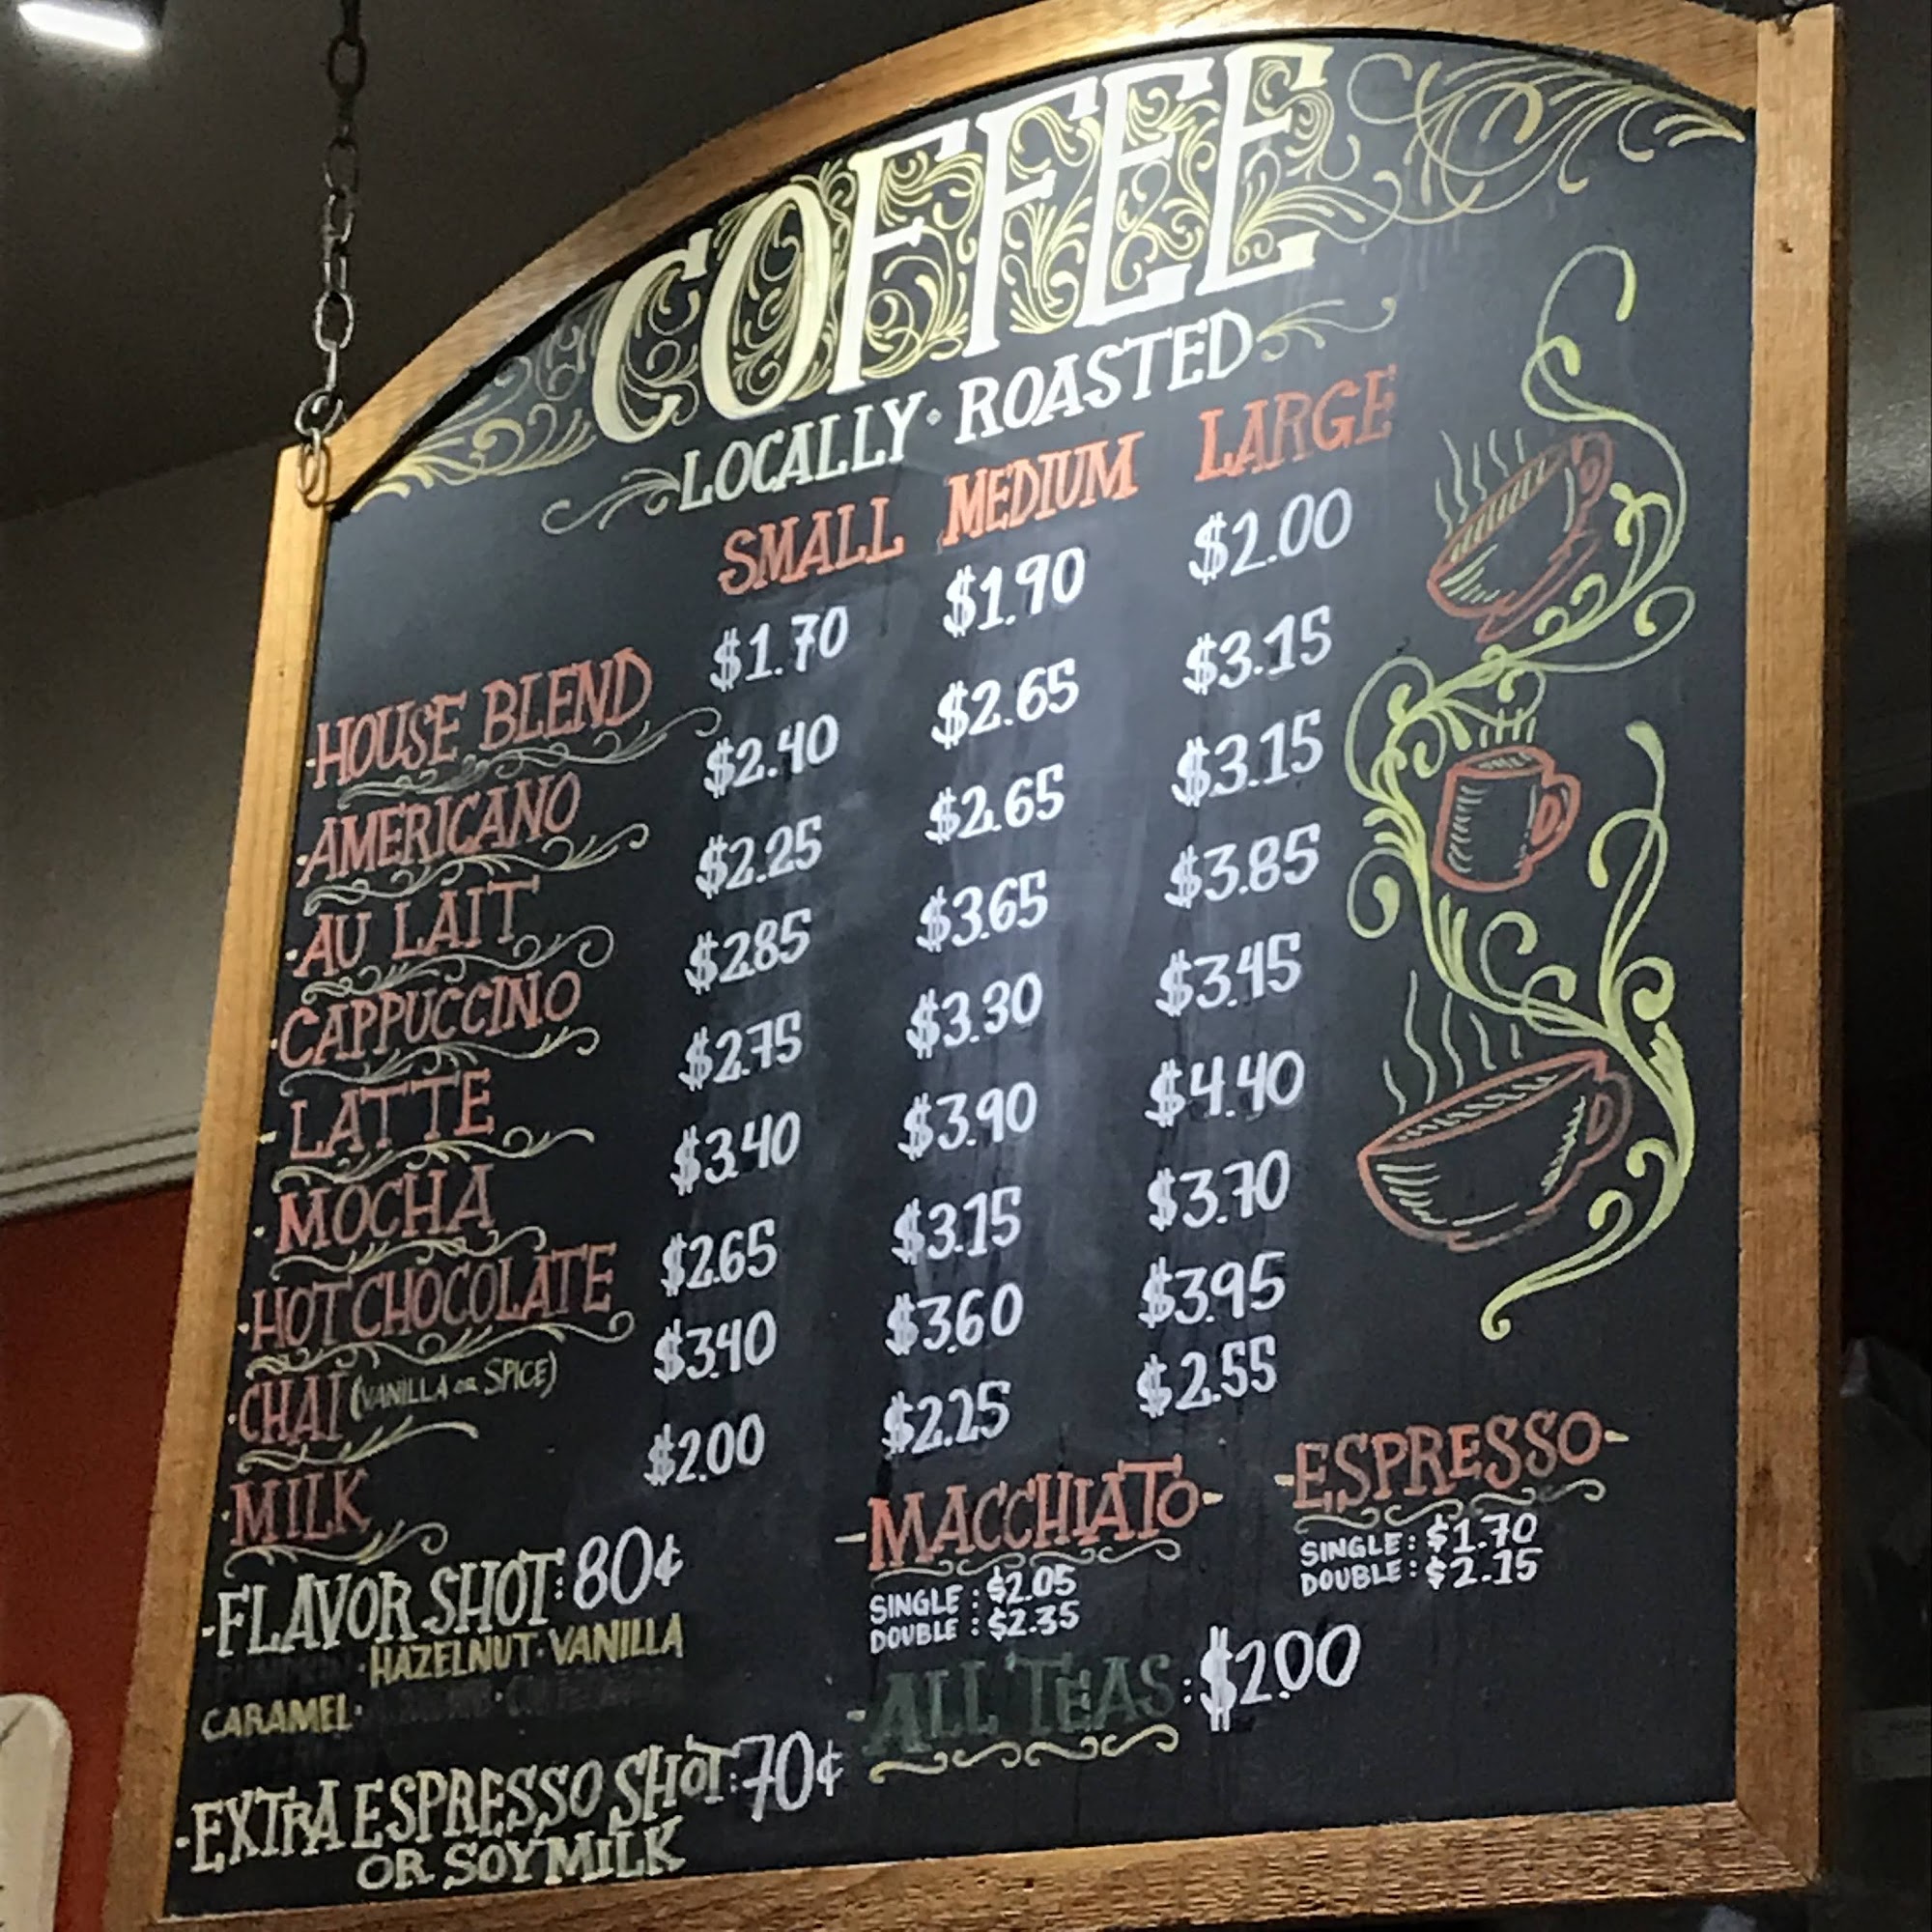 COFFEE
LOCALLY · ROASTED
SMALL MEDIUM LARGE
·HOUSE BLEND $1.70 $1.90 $2.00
·AMERICANO $2.40 $2.65 $3.15
·AU LAIT $2.25 $2.65 $3.15
·CAPPUCCINO $2.85 $3.65 $3.85
-LATTE $2.75 $3.30 $3.45
·MOCHA $3.40 $3.90 $4.40
·HOT CHOCOLATE $2.65 $3.15 $3.70
·CHAI (VANILLA OR SPICE) $3.40 $3.60 $3.95
·MILK $2.00 $2.25 $2.55
-FLAVOR SHOT: 80¢
·HAZELNUT·VANILLA
CARAMEL·
·EXTRA ESPRESSO SHOT: 70¢
OR SOY MILK
-MACCHIATO-
SINGLE: $2.05
DOUBLE: $2.35
-ESPRESSO-
SINGLE: $1.70
DOUBLE: $2.15
-ALL TEAS: $2.00